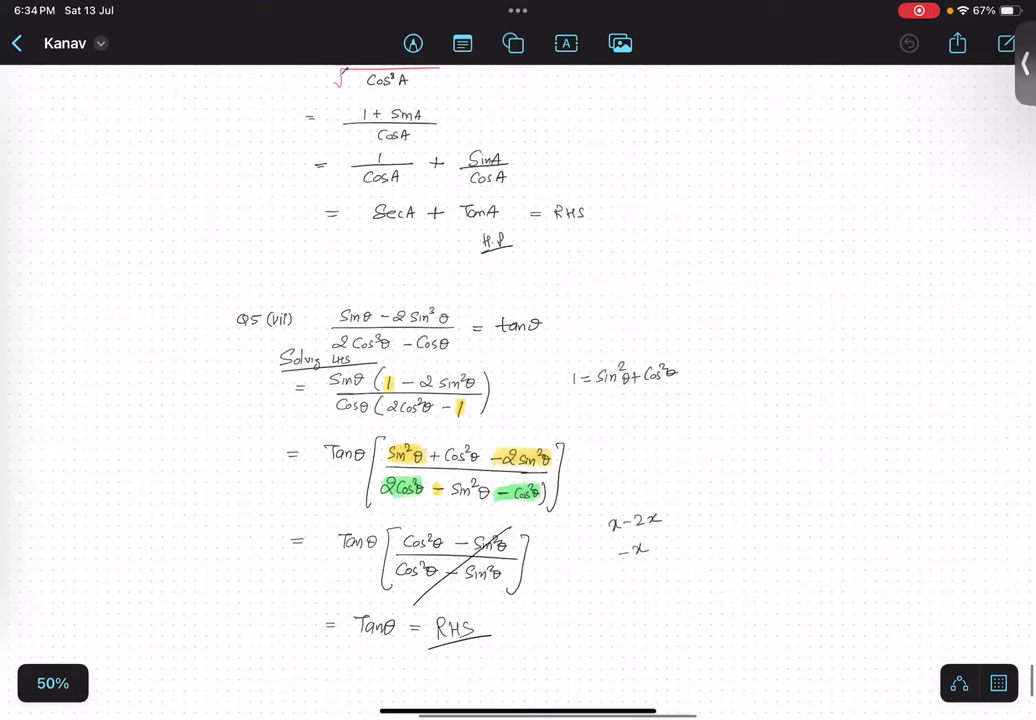 6:34 PM Sat 13 Jul
67%
Kanav
√ Cos²A
= 1 + SinA / CosA
= 1 / CosA + SinA / CosA
= SecA + TanA = RHS
H.P
Q5 (vii) Sinθ - 2 Sin³θ / 2 Cos³θ - Cosθ = tanθ
Solving LHS
= Sinθ (1 - 2 Sin²θ) / Cosθ (2Cos²θ - 1)
1 = Sin²θ + Cos²θ
= Tanθ [ Sin²θ + Cos²θ - 2 Sin²θ / 2Cos²θ - Sin²θ - Cos²θ) ]
= Tanθ [ Cos²θ - Sin²θ / Cos²θ - Sin²θ ]
x - 2x
- x
= Tanθ = RHS
50%
A